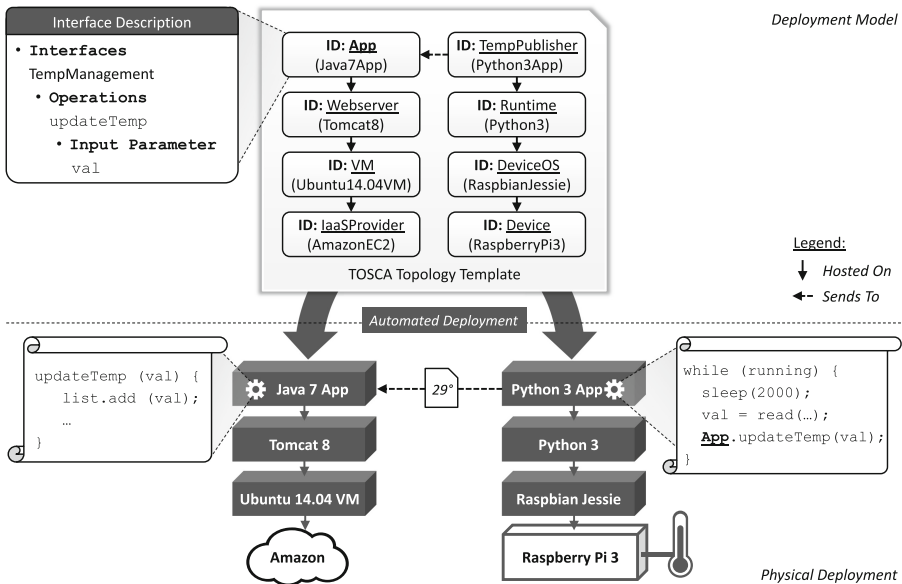 Interface Description
• Interfaces
TempManagement
• Operations
updateTemp
• Input Parameter
val
Deployment Model
ID: App
(Java7App)
ID: TempPublisher
(Python3App)
ID: Webserver
(Tomcat8)
ID: Runtime
(Python3)
ID: VM
(Ubuntu14.04VM)
ID: DeviceOS
(RaspbianJessie)
ID: IaaSProvider
(AmazonEC2)
ID: Device
(RaspberryPi3)
TOSCA Topology Template
Legend:
Hosted On
Sends To
Automated Deployment
updateTemp (val) {
list.add (val);
…
}
Java 7 App
29°
Python 3 App
Tomcat 8
Python 3
Ubuntu 14.04 VM
Raspbian Jessie
Amazon
Raspberry Pi 3
while (running) {
sleep(2000);
val = read(…);
App.updateTemp(val);
}
Physical Deployment